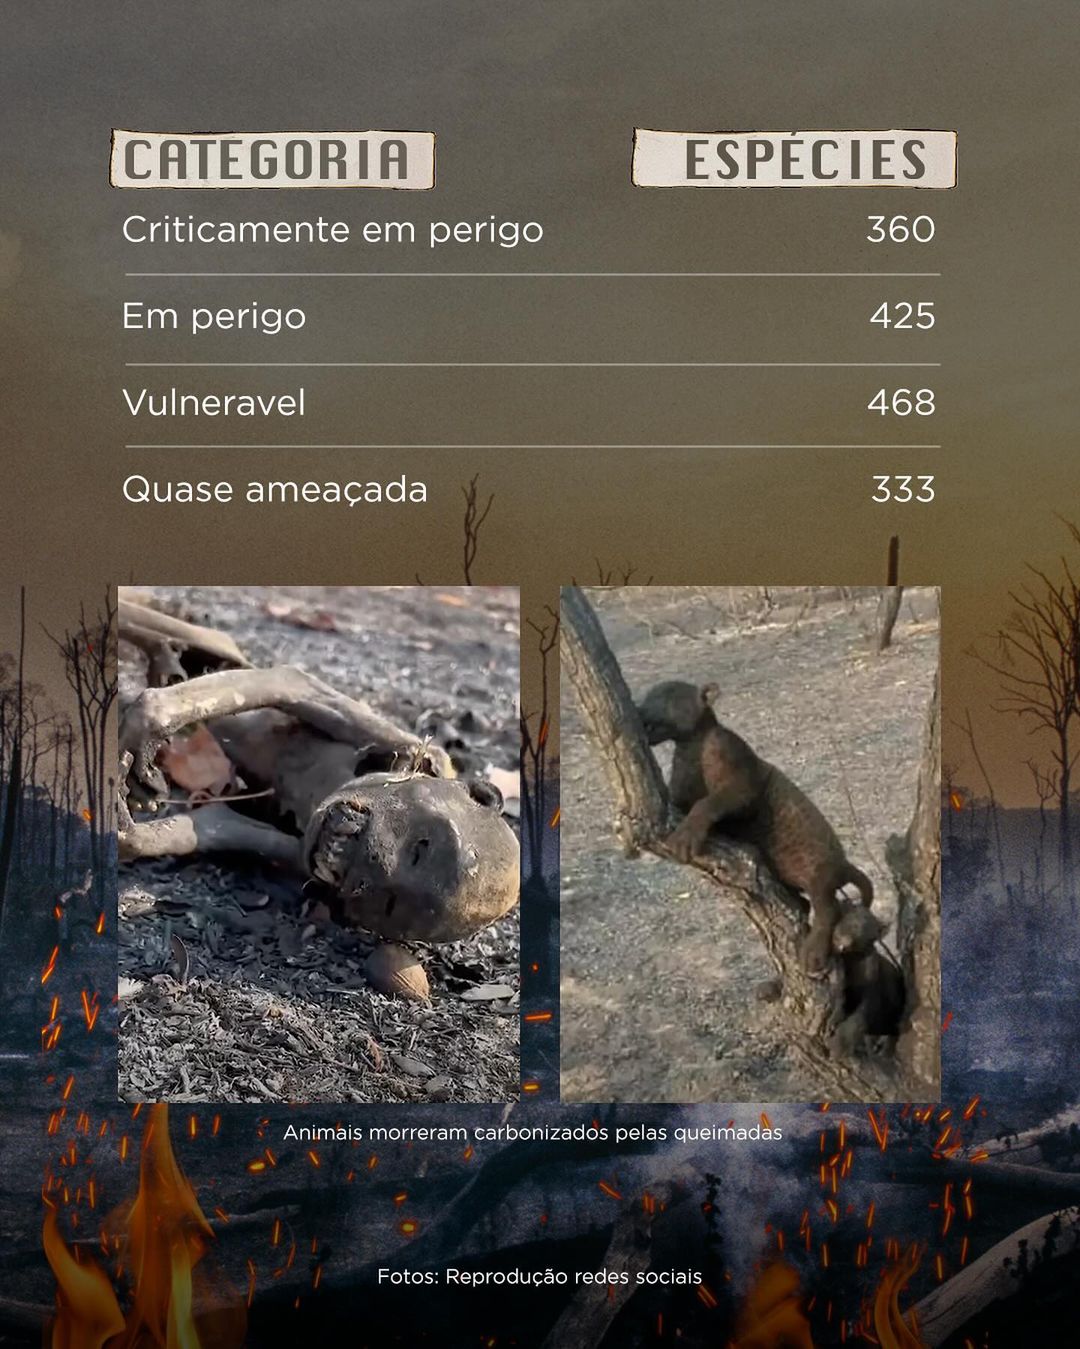 CATEGORIA ESPÉCIES
Criticamente em perigo 360
Em perigo 425
Vulneravel 468
Quase ameaçada 333
Animais morreram carbonizados pelas queimadas
Fotos: Reprodução redes sociais